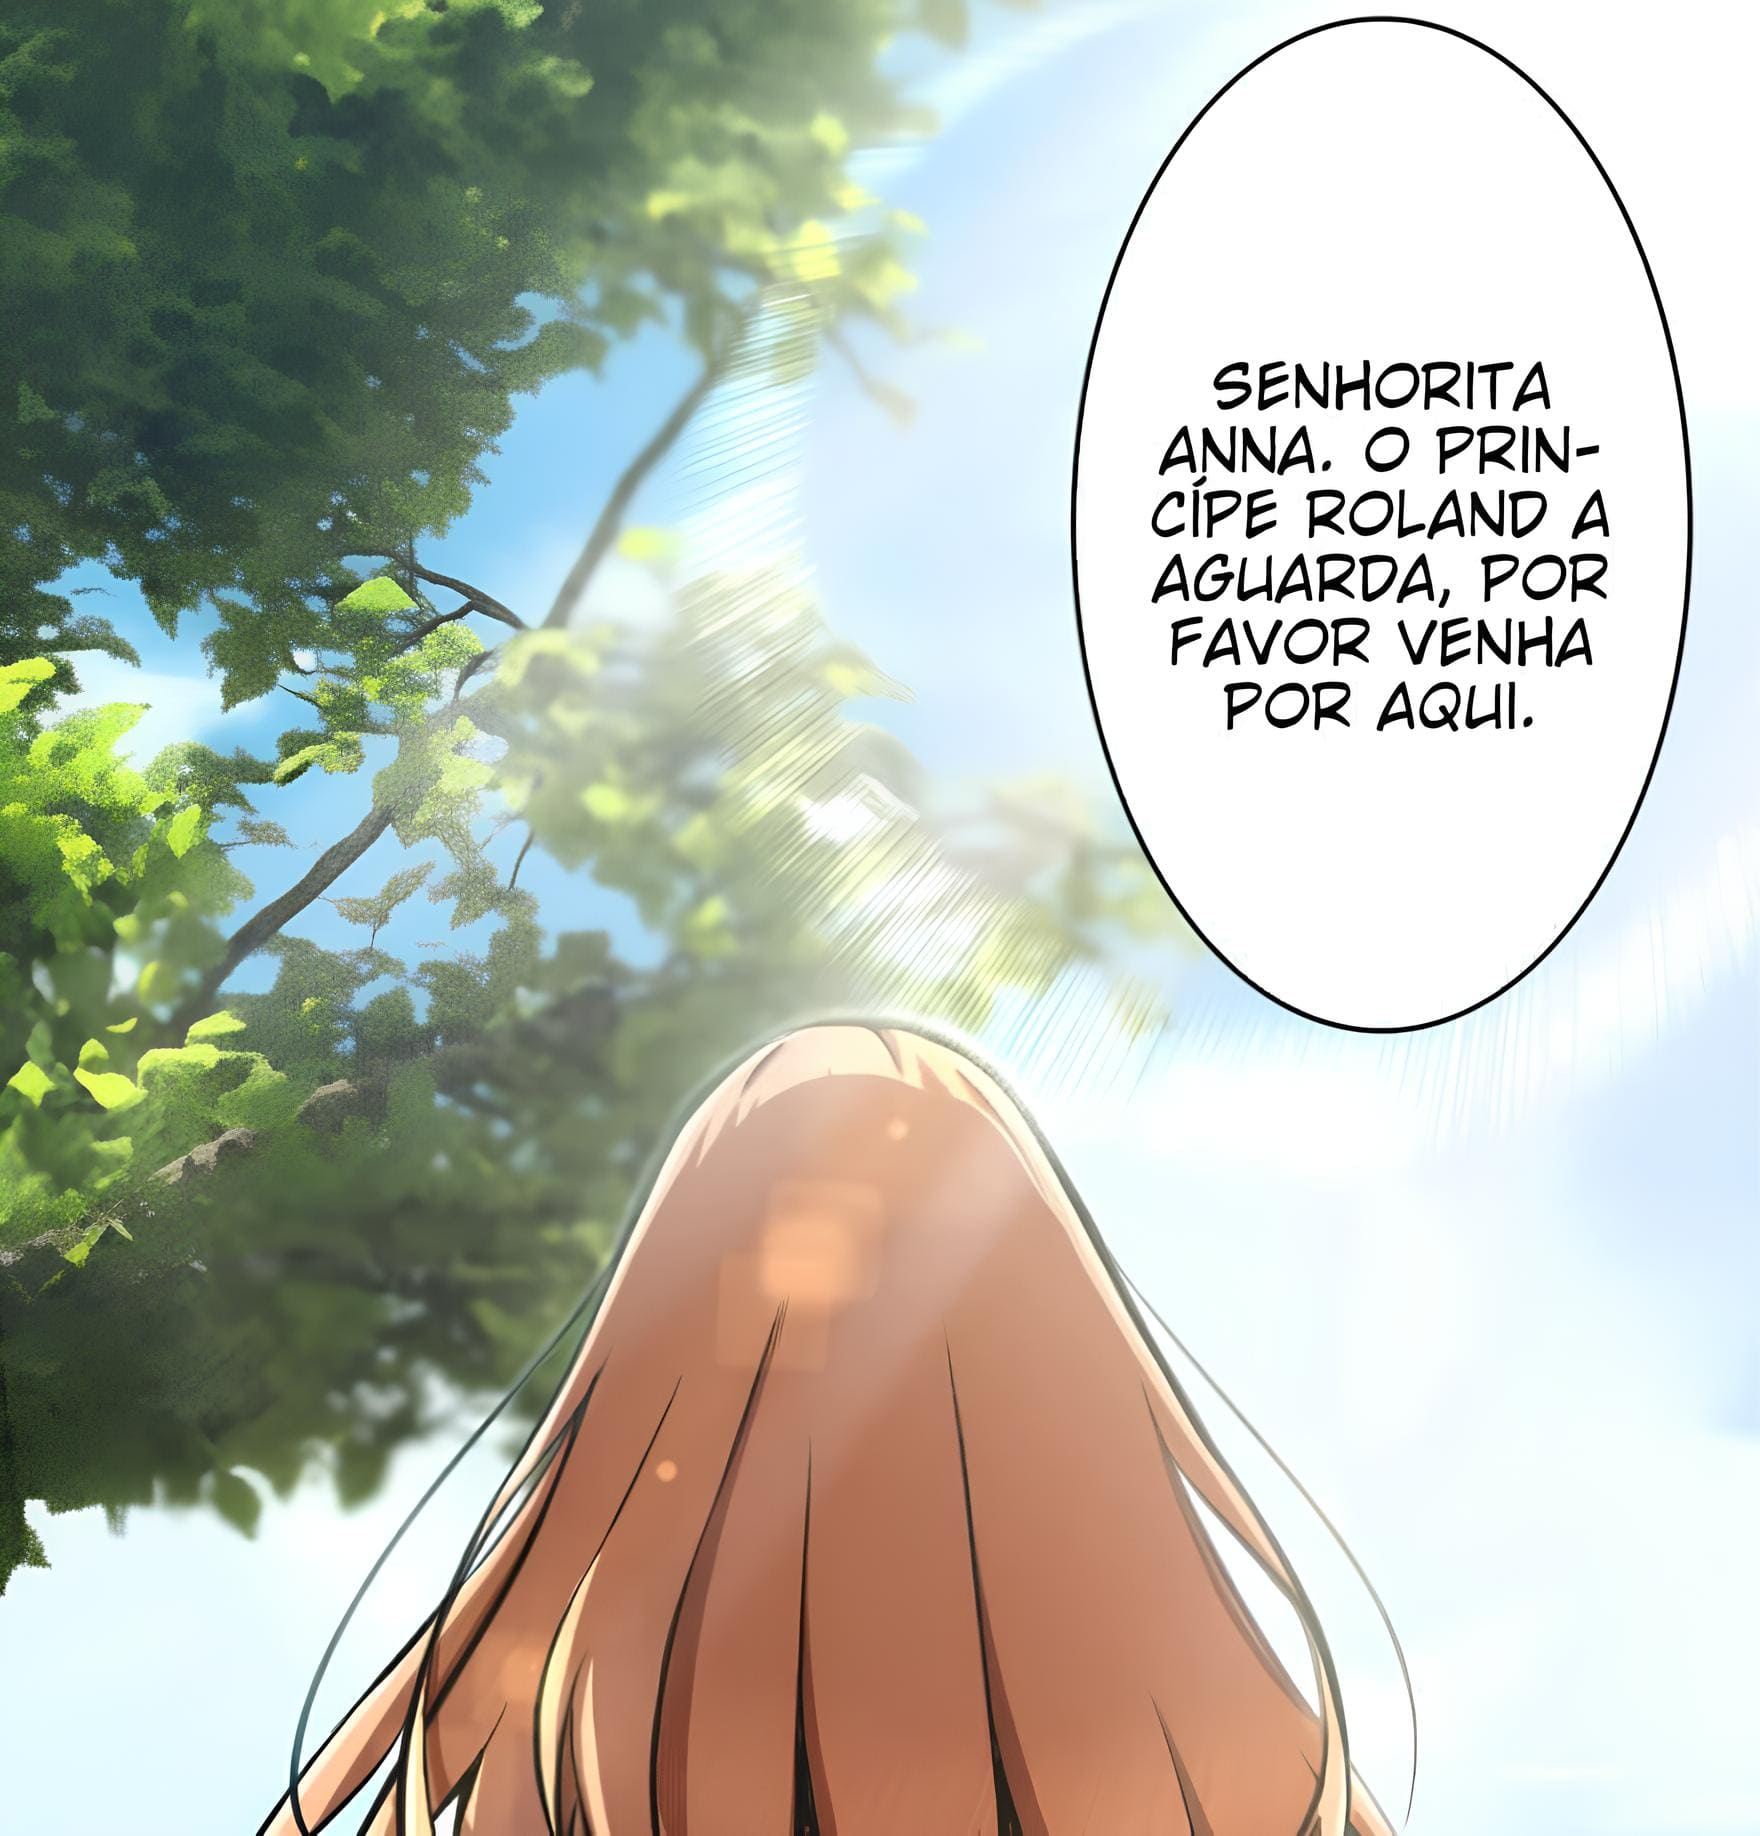 SENHORITA
ANNA. O PRIN-
CÍPE ROLAND A
AGUARDA, POR
FAVOR VENHA
POR AQUI.